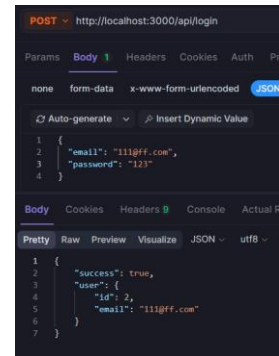 POST http://localhost:3000/api/login
Params Body 1 Headers Cookies Auth
none form-data x-www-form-urlencoded JSON
Auto-generate Insert Dynamic Value
1 {
2 "email": "111@ff.com",
3 "password": "123"
4 }
Body Cookies Headers 9 Console Actual
Pretty Raw Preview Visualize JSON utf8
1 {
2 "success": true,
3 "user": {
4 "id": 2,
5 "email": "111@ff.com"
6 }
7 }